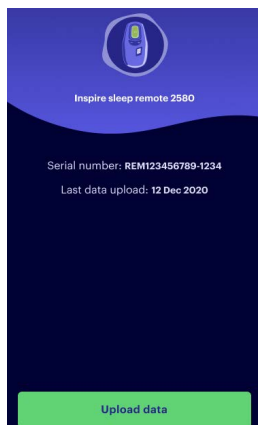 Inspire sleep remote 2580
Serial number: REM123456789-1234
Last data upload: 12 Dec 2020
Upload data